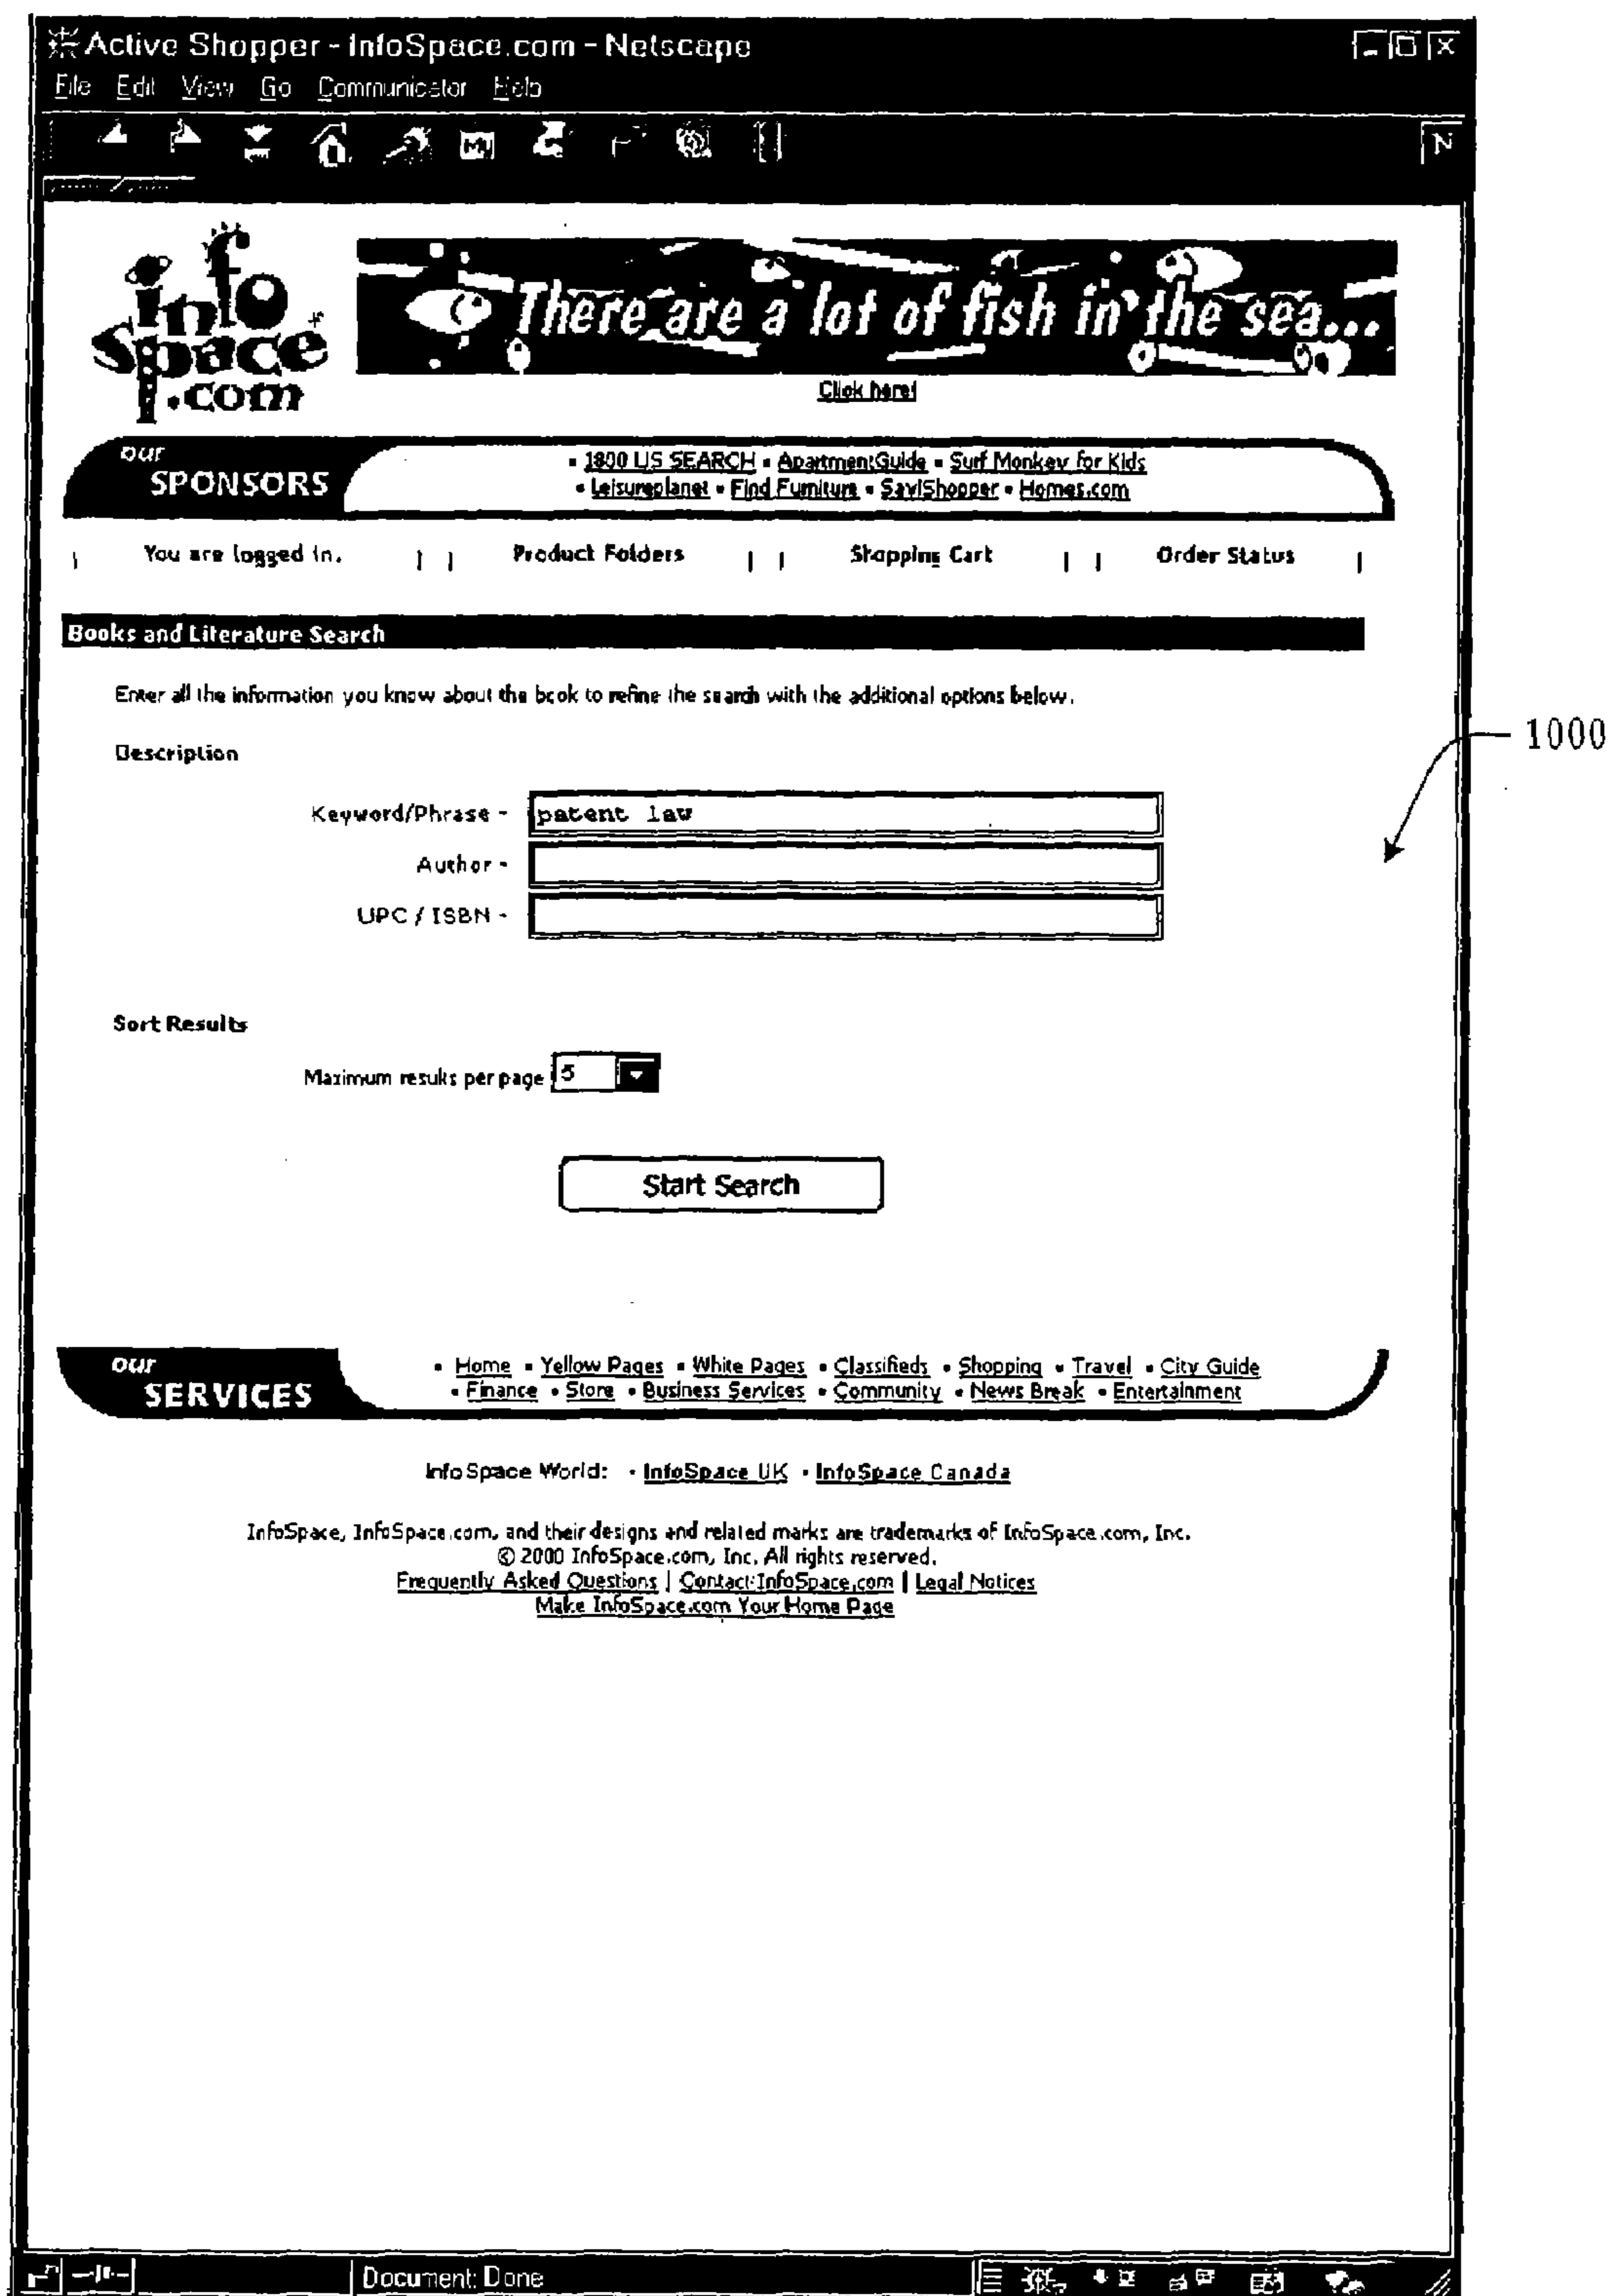 Active Shopper - InfoSpace.com - Netscape
File Edit View Go Communicator Help
My
N
info
space
.com
There are a lot of fish in the sea...
Click here!
our
SPONSORS
▪ 1800 US SEARCH ▪ ApartmentGuide ▪ Surf Monkey for Kids
▪ Leisureplanet ▪ Find Furniture ▪ SaviShopper ▪ Homes.com
| You are logged in. | | Product Folders | | Shopping Cart | | Order Status |
Books and Literature Search
Enter all the information you know about the book to refine the search with the additional options below.
1000
Description
Keyword/Phrase - patent law
Author -
UPC / ISBN -
Sort Results
Maximum results per page 5
Start Search
our
SERVICES
▪ Home ▪ Yellow Pages ▪ White Pages ▪ Classifieds ▪ Shopping ▪ Travel ▪ City Guide
▪ Finance ▪ Store ▪ Business Services ▪ Community ▪ News Break ▪ Entertainment
InfoSpace World: ▪ InfoSpace UK ▪ InfoSpace Canada
InfoSpace, InfoSpace.com, and their designs and related marks are trademarks of InfoSpace.com, Inc.
© 2000 InfoSpace.com, Inc. All rights reserved.
Frequently Asked Questions | Contact InfoSpace.com | Legal Notices
Make InfoSpace.com Your Home Page
Document: Done